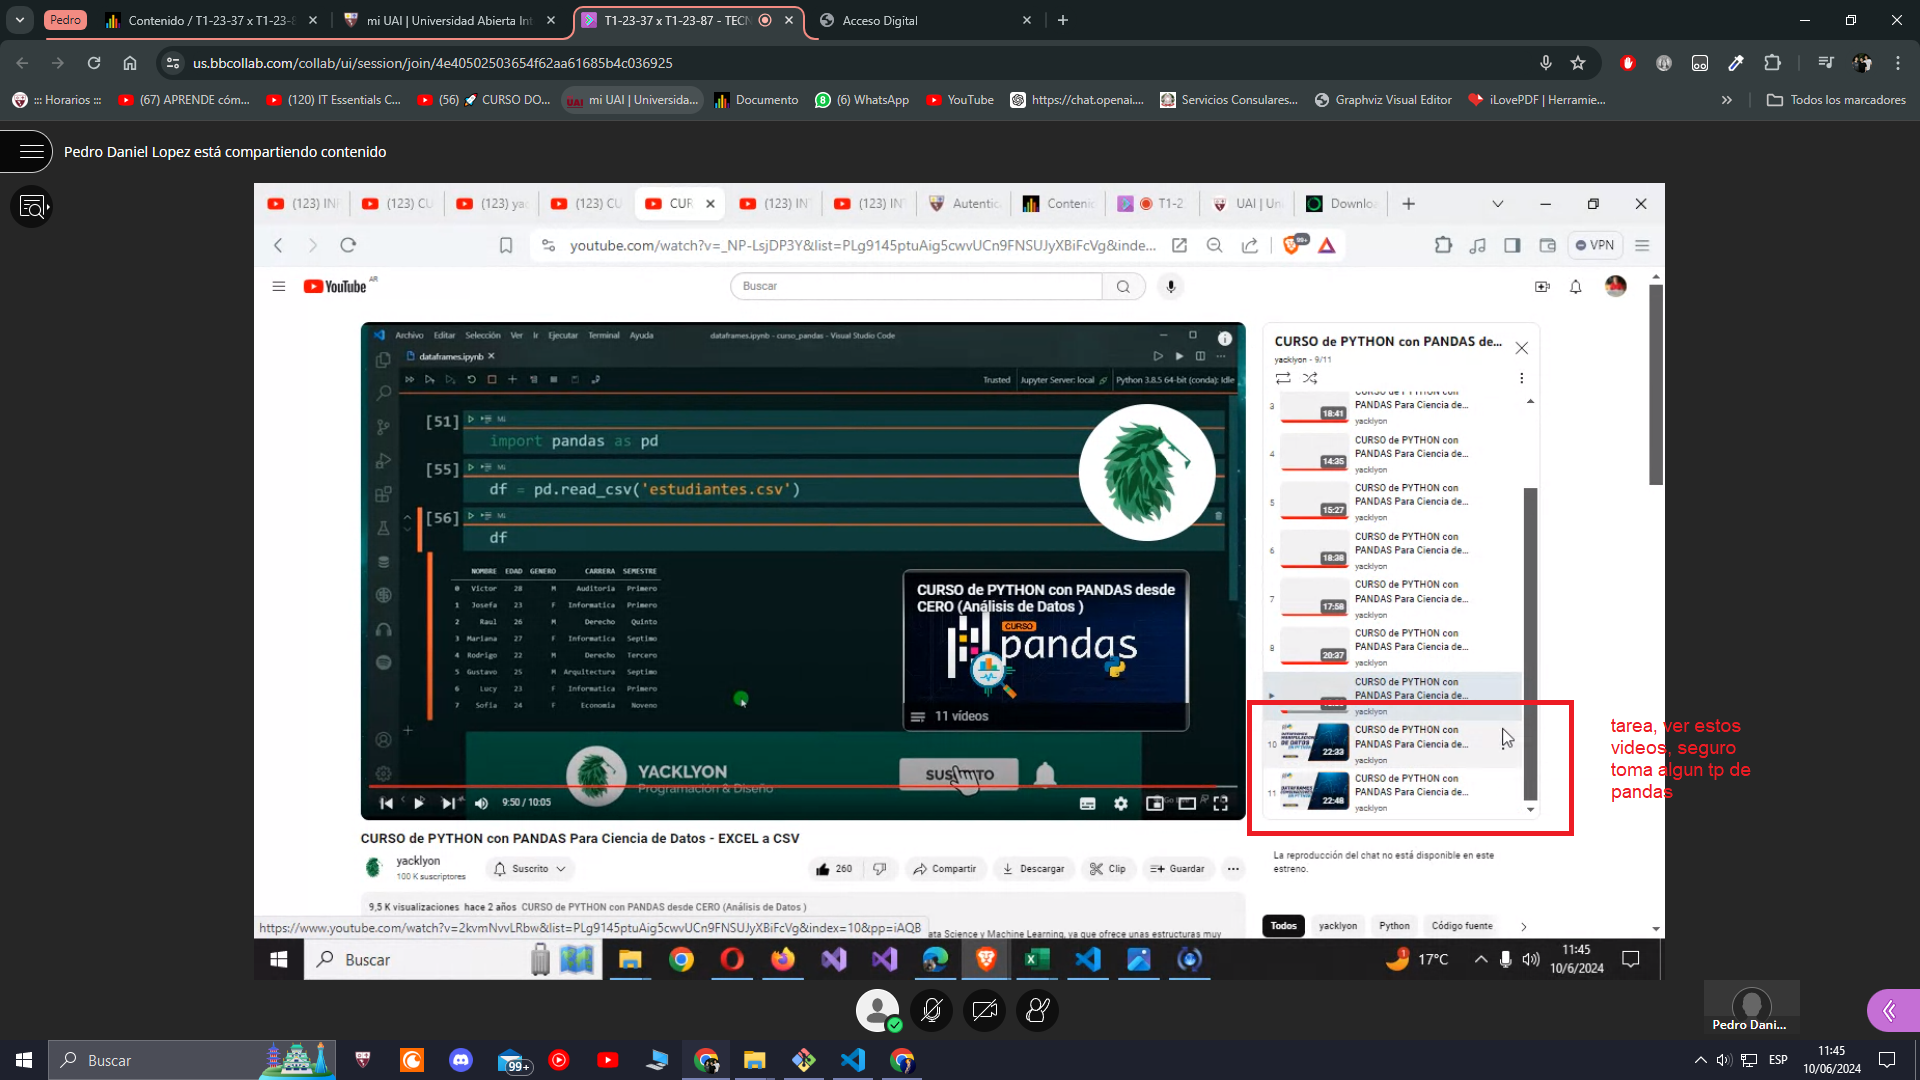 Pedro
Contenido / T1-23-37 x T1-23-8
mi UAI | Universidad Abierta Int
T1-23-37 x T1-23-87 - TECN
Acceso Digital
us.bbcollab.com/collab/ui/session/join/4e40502503654f62aa61685b4c036925
::: Horarios :::
(67) APRENDE cóm...
(120) IT Essentials C...
(56) 🚀 CURSO DO...
mi UAI | Universida...
Documento
(6) WhatsApp
YouTube
https://chat.openai....
Servicios Consulares...
Graphviz Visual Editor
iLovePDF | Herramie...
Todos los marcadores
Pedro Daniel Lopez está compartiendo contenido
(123) IN
(123) CU
(123) ya
(123) CU
CUR
(123) IN
(123) IN
Autentic
Conteni
T1-2
UAI | Un
Downlo
youtube.com/watch?v=_NP-LsjDP3Y&list=PLg9145ptuAig5cwvUCn9FNSUJyXBiFcVg&inde...
99+
VPN
YouTube AR
Buscar
Archivo Editar Selección Ver Ir Ejecutar Terminal Ayuda
dataframes.ipynb - curso_pandas - Visual Studio Code
dataframes.ipynb
Trusted Jupyter Server: local Python 3.8.5 64-bit (conda): Idle
[51] Mi
import pandas as pd
[55] Mi
df = pd.read_csv('estudiantes.csv')
[56] Mi
df
NOMBRE EDAD GENERO CARRERA SEMESTRE
0 Victor 28 M Auditoria Primero
1 Josefa 23 F Informatica Primero
2 Raul 26 M Derecho Quinto
3 Mariana 27 F Informatica Septimo
4 Rodrigo 22 M Derecho Tercero
5 Gustavo 25 M Arquitectura Septimo
6 Lucy 23 F Informatica Primero
7 Sofia 24 F Economia Noveno
CURSO de PYTHON con PANDAS desde
CERO (Análisis de Datos )
CURSO
pandas
11 vídeos
YACKLYON
Programación & Diseño
9:50 / 10:05
CURSO de PYTHON con PANDAS Para Ciencia de Datos - EXCEL a CSV
yacklyon
100 K suscriptores
Suscrito
260
Compartir
Descargar
Clip
Guardar
9,5 K visualizaciones hace 2 años CURSO de PYTHON con PANDAS desde CERO (Análisis de Datos )
https://www.youtube.com/watch?v=2kvmNvvLRbw&list=PLg9145ptuAig5cwvUCn9FNSUJyXBiFcVg&index=10&pp=iAQB
ata Science y Machine Learning, ya que ofrece unas estructuras muy
CURSO de PYTHON con PANDAS de...
yacklyon - 9/11
CURSO de PYTHON con
3 18:41 PANDAS Para Ciencia de...
yacklyon
CURSO de PYTHON con
4 14:35 PANDAS Para Ciencia de...
yacklyon
CURSO de PYTHON con
5 15:27 PANDAS Para Ciencia de...
yacklyon
CURSO de PYTHON con
6 18:38 PANDAS Para Ciencia de...
yacklyon
CURSO de PYTHON con
7 17:58 PANDAS Para Ciencia de...
yacklyon
CURSO de PYTHON con
8 20:37 PANDAS Para Ciencia de...
yacklyon
CURSO de PYTHON con
PANDAS Para Ciencia de...
yacklyon
CURSO de PYTHON con
10 22:33 PANDAS Para Ciencia de...
yacklyon
CURSO de PYTHON con
11 22:48 PANDAS Para Ciencia de...
yacklyon
tarea, ver estos
videos, seguro
toma algun tp de
pandas
La reproducción del chat no está disponible en este
estreno.
Todos
yacklyon
Python
Código fuente
Buscar
17°C
11:45
10/6/2024
Pedro Dani...
Buscar
99+
ESP
11:45
10/06/2024